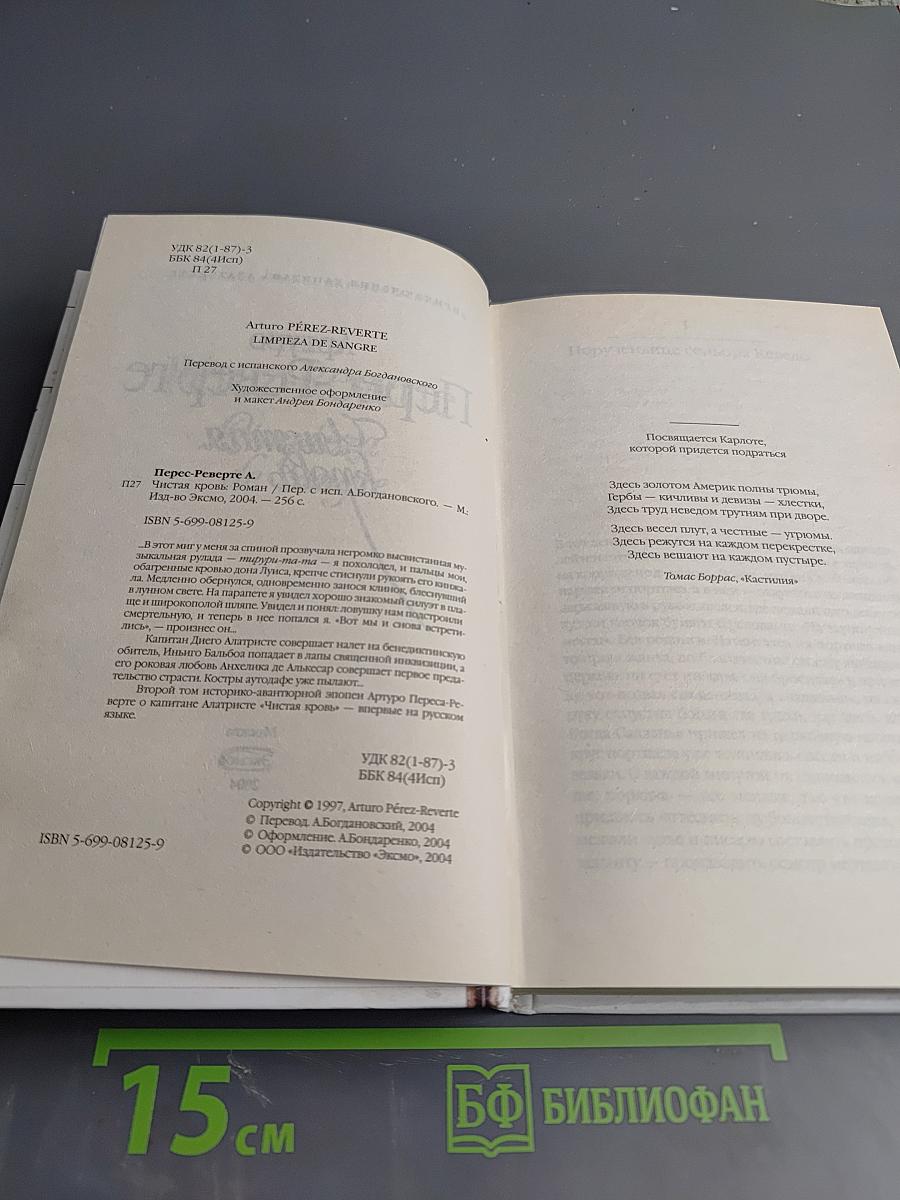 УДК 82(1-87)-3
ББК 84(4Исп)
П 27
Arturo PÉREZ-REVERTE
LIMPIEZA DE SANGRE
Перевод с испанского Александра Богдановского
Художественное оформление
и макет Андрея Бондаренко
Перес-Реверте А.
П27 Чистая кровь: Роман / Пер. с исп. А.Богдановского. — М.:
Изд-во Эксмо, 2004. — 256 с.
ISBN 5-699-08125-9
...В этот миг у меня за спиной прозвучала негромко высвистанная му-
зыкальная рулада — тирури-та-та — я похолодел, и пальцы мои,
обагренные кровью дона Луиса, крепче стиснули рукоять его кинжа-
ла. Медленно обернулся, одновременно занося клинок, блеснувший
в лунном свете. На парапете я увидел хорошо знакомый силуэт в пла-
ще и широкополой шляпе. Увидел и понял: ловушку нам подстроили
смертельную, и теперь в нее попался я. «Вот мы и снова встрети-
лись», — произнес он...
Капитан Диего Алатристе совершает налет на бенедиктинскую
обитель, Иньиго Бальбоа попадает в лапы священной инквизиции, а
его роковая любовь Анхелика де Алькесар совершает первое преда-
тельство страсти. Костры аутодафе уже пылают...
Второй том историко-авантюрной эпопеи Артуро Переса-Ре-
верте о капитане Алатристе «Чистая кровь» — впервые на русском
языке.
УДК 82(1-87)-3
ББК 84(4Исп)
Copyright © 1997, Arturo Pérez-Reverte
© Перевод. А.Богдановский, 2004
© Оформление. А.Бондаренко, 2004
© ООО «Издательство «Эксмо», 2004
ISBN 5-699-08125-9
Посвящается Карлоте,
которой придется подраться
Здесь золотом Америк полны трюмы,
Гербы — кичливы и девизы — хлестки,
Здесь труд неведом трутням при дворе.
Здесь весел плут, а честные — угрюмы.
Здесь режутся на каждом перекрестке,
Здесь вешают на каждом пустыре.
Томас Боррас, «Кастилия»
15 см
БФ БИБЛИОФАН